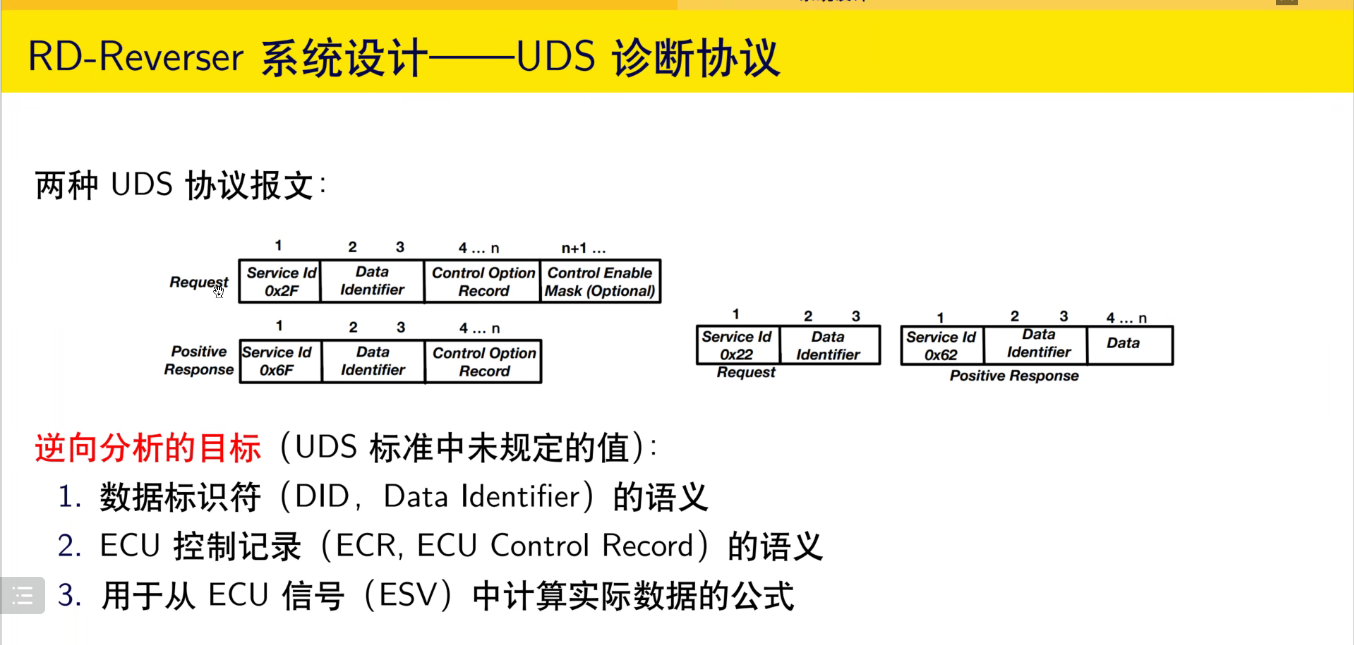 RD-Reverser 系统设计——UDS 诊断协议
两种 UDS 协议报文:
1 2 3 4 ... n n+1 ...
Request Service Id 0x2F Data Identifier Control Option Record Control Enable Mask (Optional)
1 2 3 4 ... n
Positive Response Service Id 0x6F Data Identifier Control Option Record
1 2 3
Service Id 0x22 Data Identifier
Request
1 2 3 4 ... n
Service Id 0x62 Data Identifier Data
Positive Response
逆向分析的目标（UDS 标准中未规定的值）:
1. 数据标识符（DID，Data Identifier）的语义
2. ECU 控制记录（ECR, ECU Control Record）的语义
3. 用于从 ECU 信号（ESV）中计算实际数据的公式